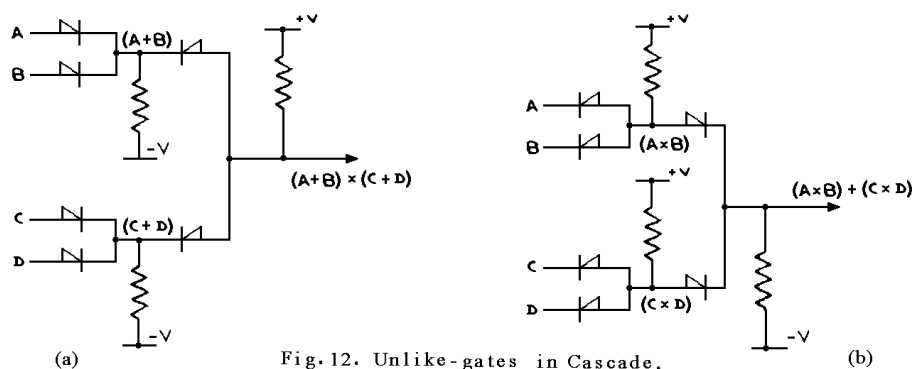 A
B
(A+B)
+V
-V
(A+B) × (C+D)
C
D
(C+D)
-V
(a)
+V
A
B
(A×B)
+V
(A×B) + (C×D)
C
D
(C×D)
-V
(b)
Fig. 12. Unlike-gates in Cascade.